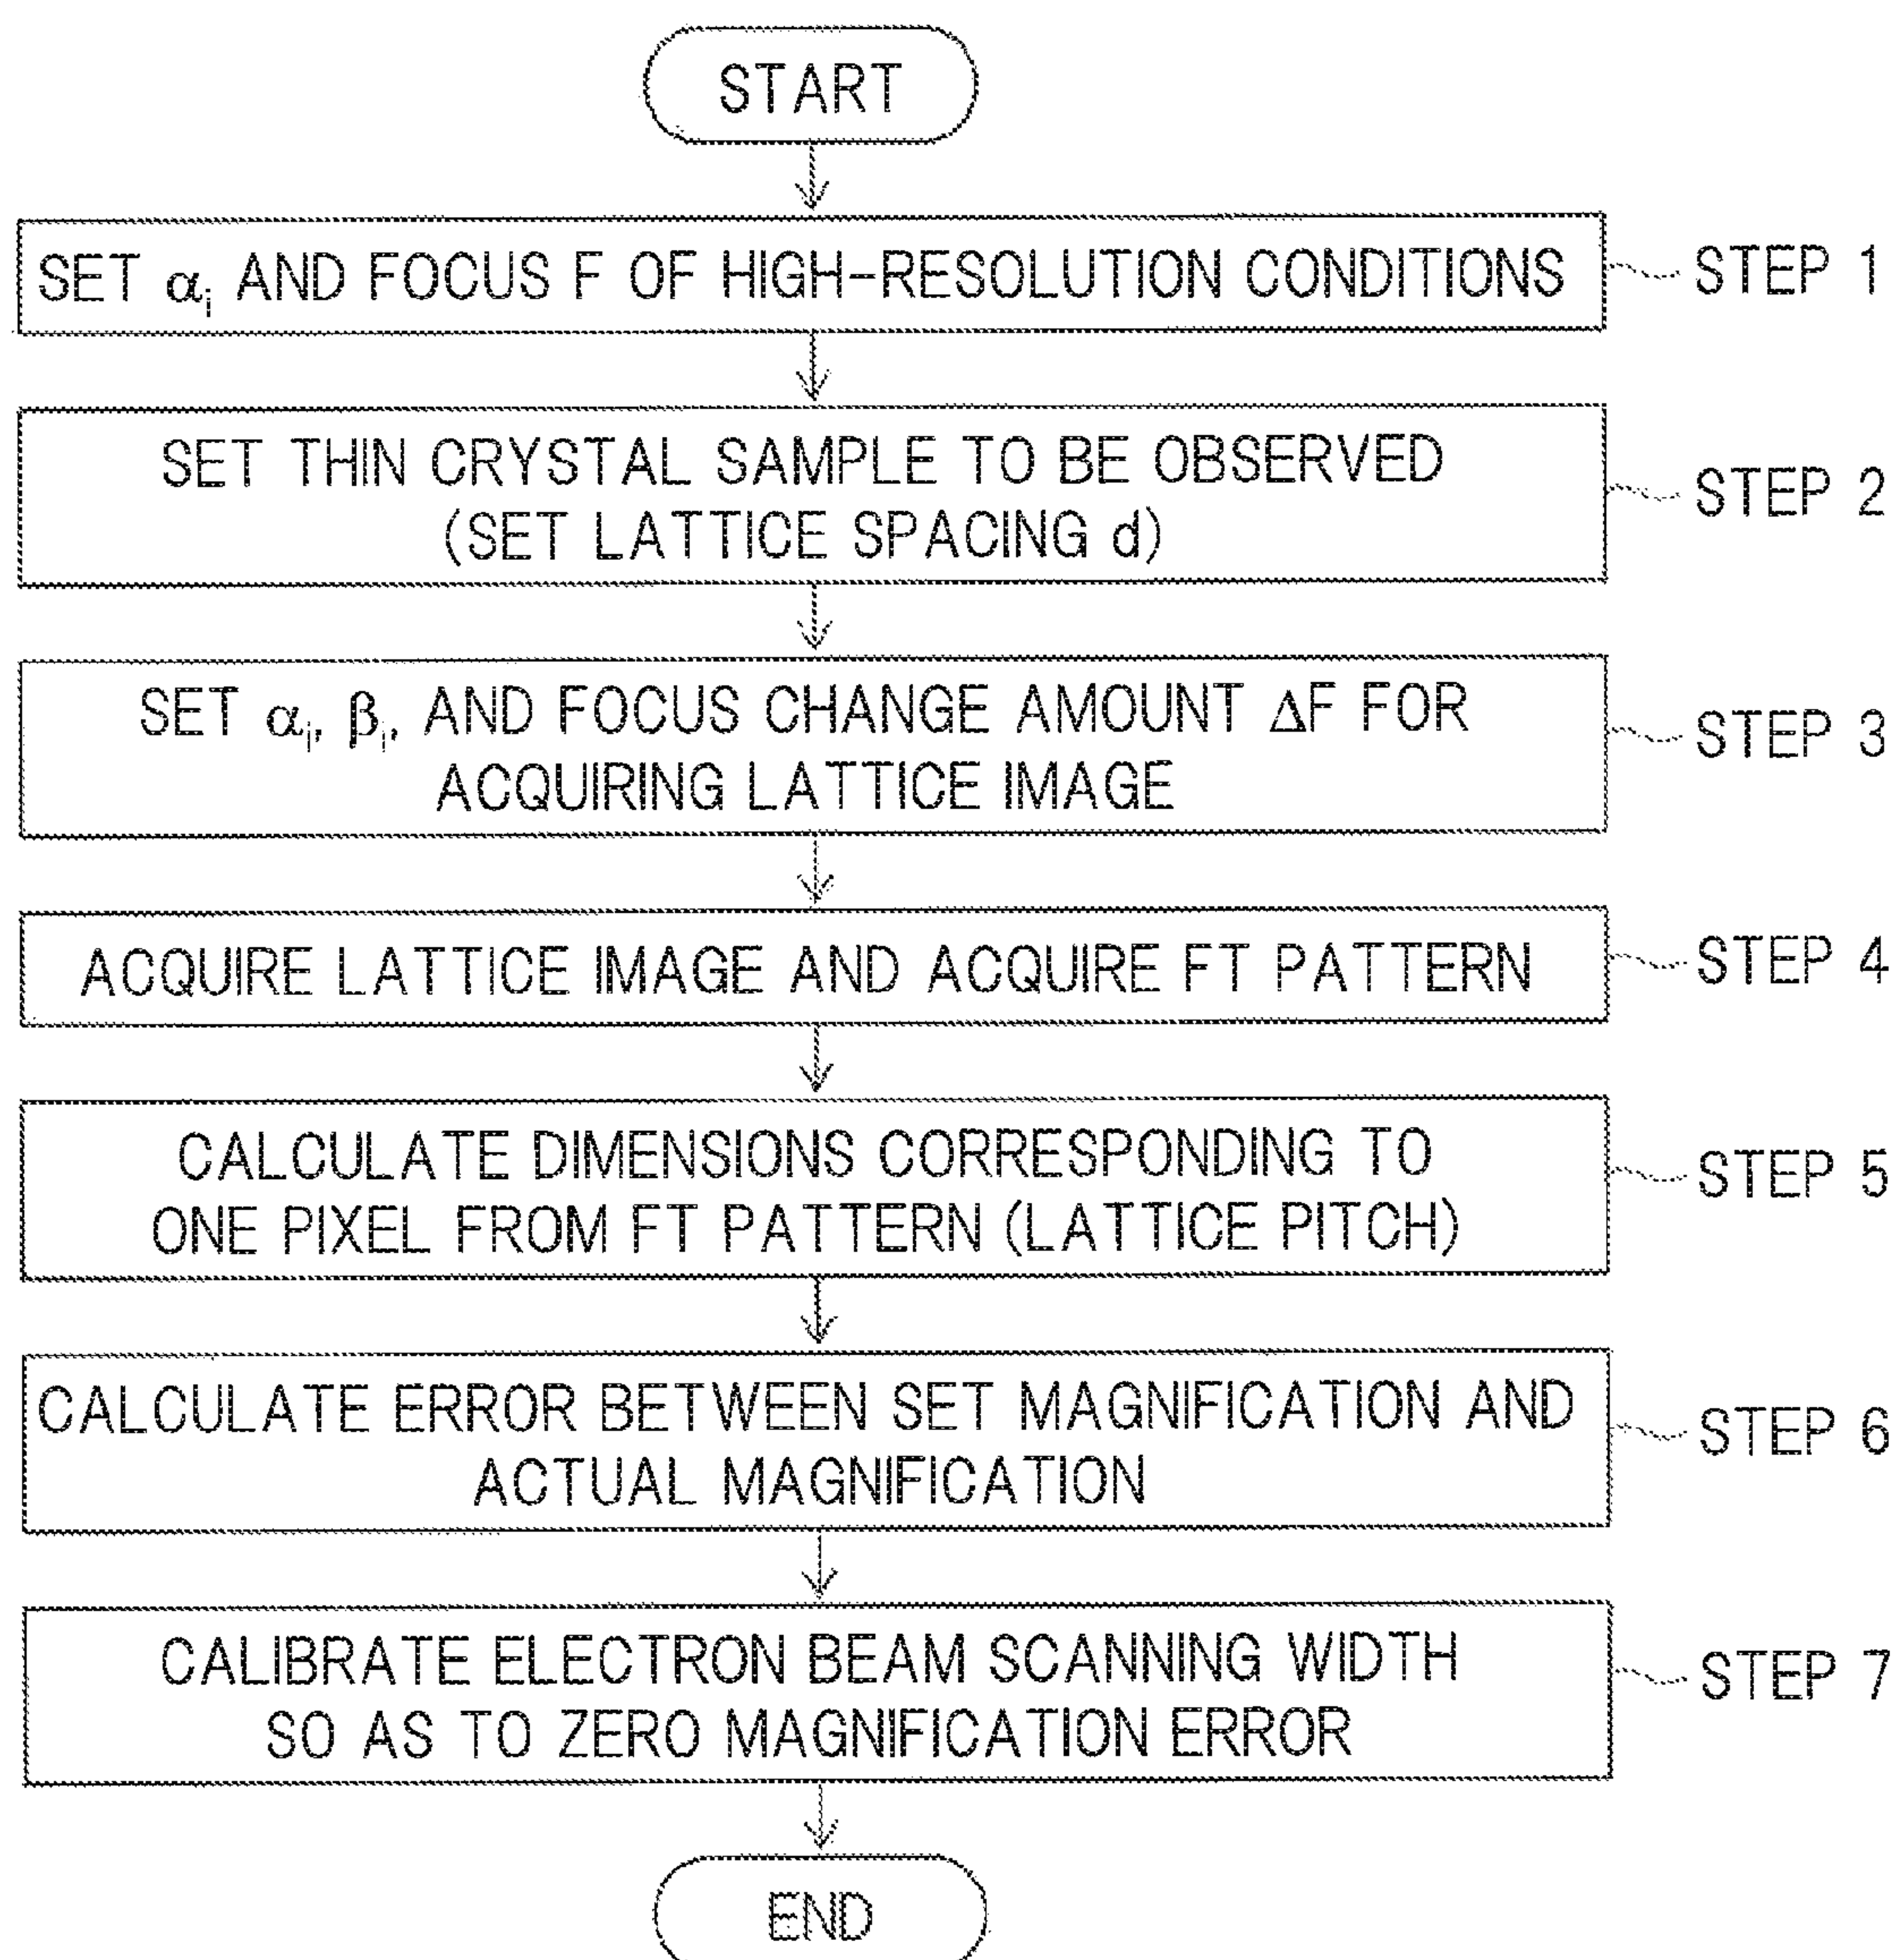 START
SET αi AND FOCUS F OF HIGH-RESOLUTION CONDITIONS
STEP 1
SET THIN CRYSTAL SAMPLE TO BE OBSERVED
(SET LATTICE SPACING d)
STEP 2
SET αi, βi, AND FOCUS CHANGE AMOUNT ΔF FOR
ACQUIRING LATTICE IMAGE
STEP 3
ACQUIRE LATTICE IMAGE AND ACQUIRE FT PATTERN
STEP 4
CALCULATE DIMENSIONS CORRESPONDING TO
ONE PIXEL FROM FT PATTERN (LATTICE PITCH)
STEP 5
CALCULATE ERROR BETWEEN SET MAGNIFICATION AND
ACTUAL MAGNIFICATION
STEP 6
CALIBRATE ELECTRON BEAM SCANNING WIDTH
SO AS TO ZERO MAGNIFICATION ERROR
STEP 7
END